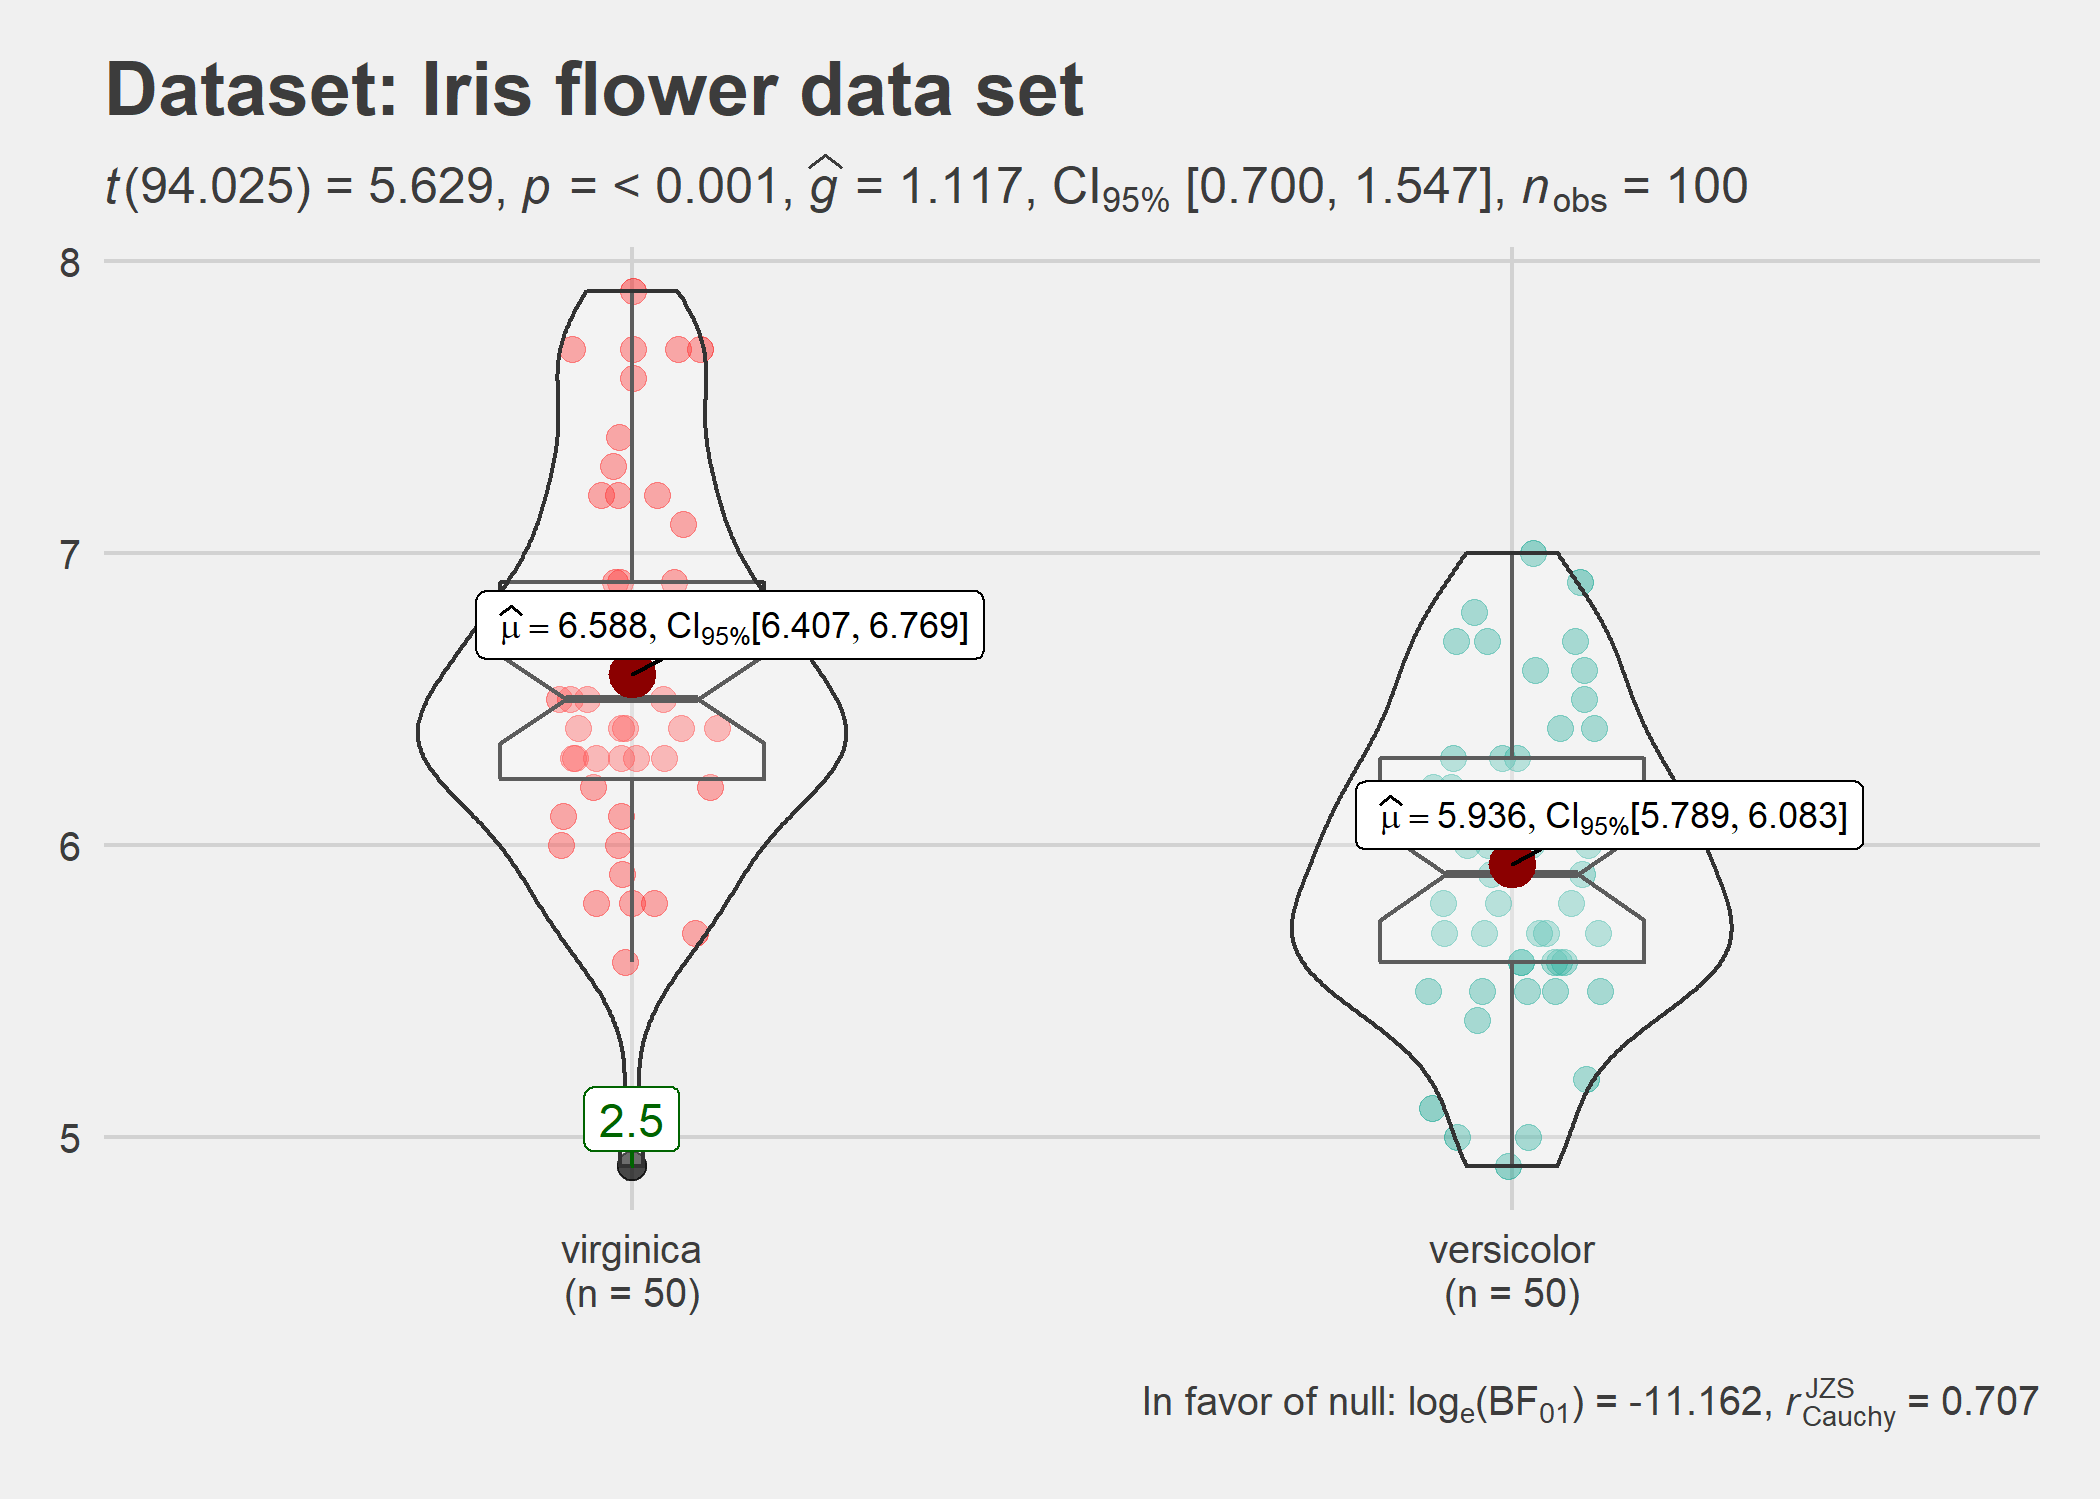 Dataset: Iris flower data set
t(94.025) = 5.629, p = < 0.001, ĝ = 1.117, CI95% [0.700, 1.547], nobs = 100
8
7
6
5
μ̂ = 6.588, CI95%[6.407, 6.769]
μ̂ = 5.936, CI95%[5.789, 6.083]
2.5
virginica
(n = 50)
versicolor
(n = 50)
In favor of null: loge(BF01) = -11.162, r JZS Cauchy = 0.707